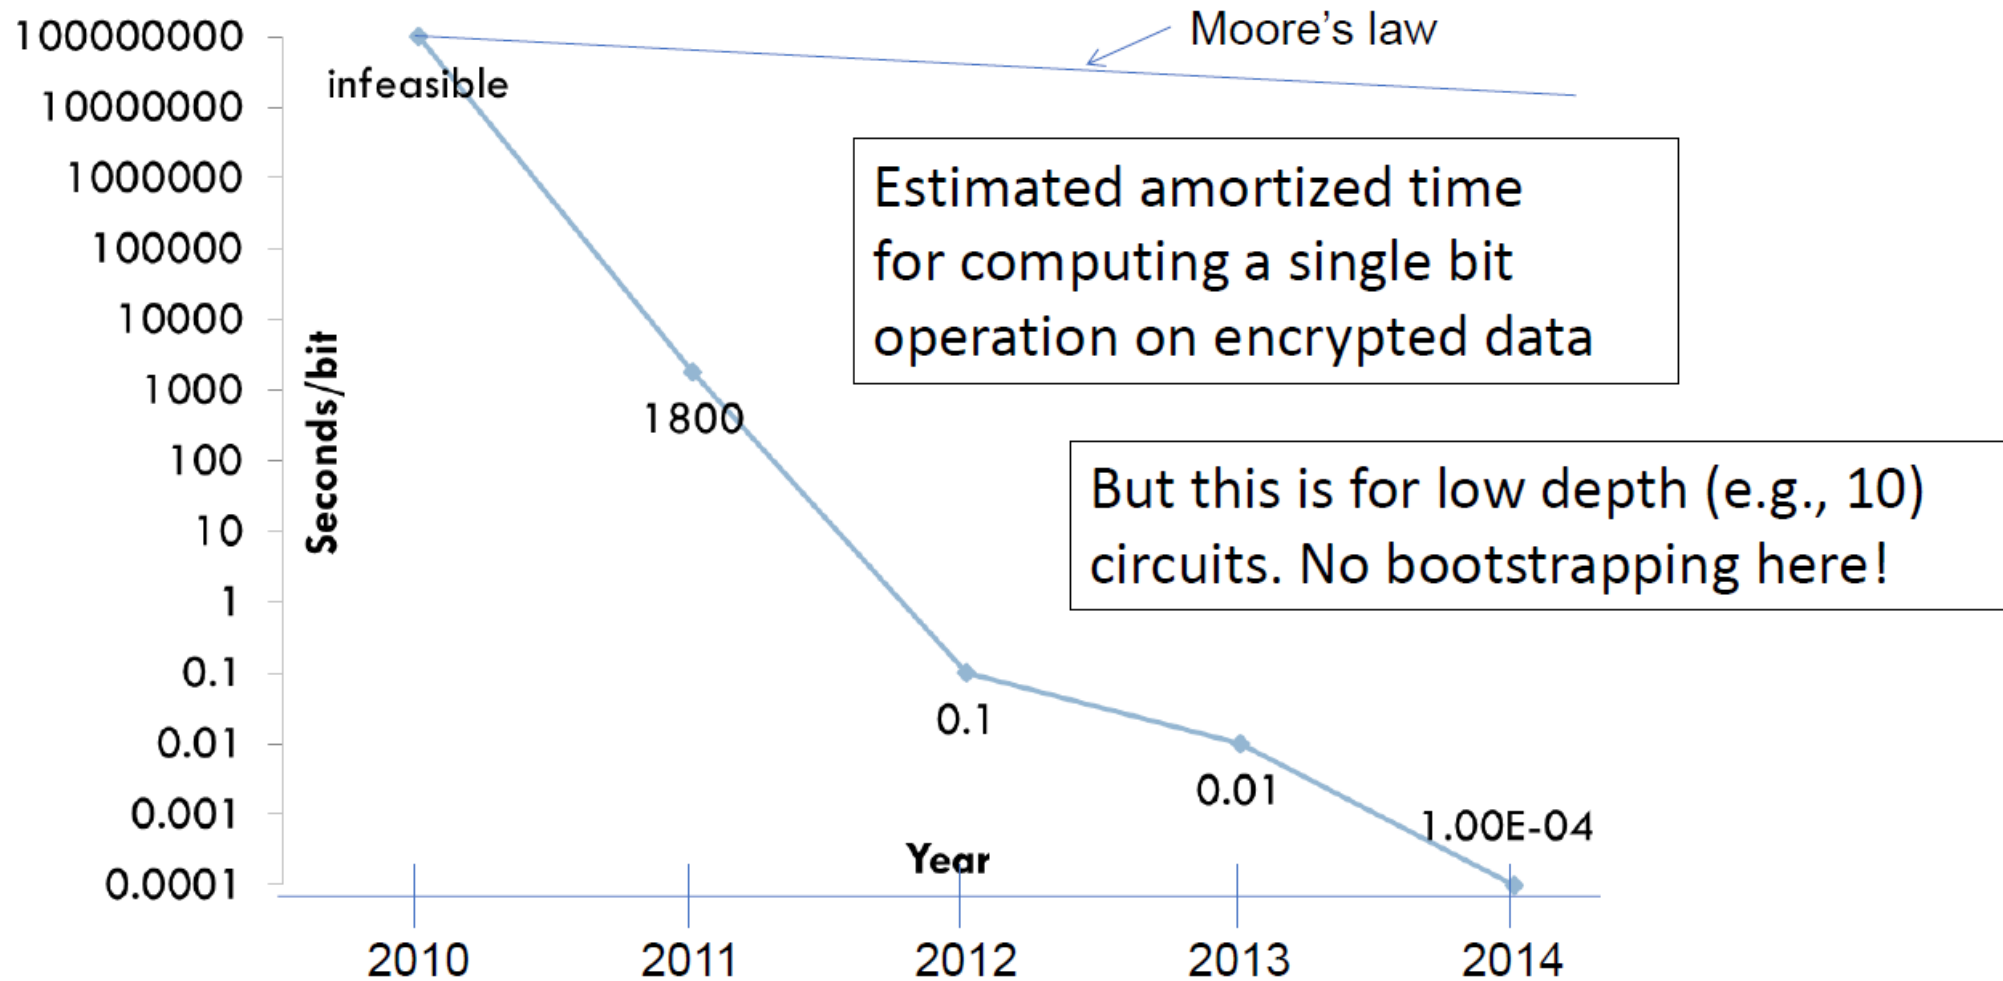 Moore's law
100000000
infeasible
10000000
1000000
100000
10000
1000
100
10
1
0.1
0.01
0.001
0.0001
Seconds/bit
Estimated amortized time
for computing a single bit
operation on encrypted data
1800
But this is for low depth (e.g., 10)
circuits. No bootstrapping here!
0.1
0.01
1.00E-04
Year
2010
2011
2012
2013
2014